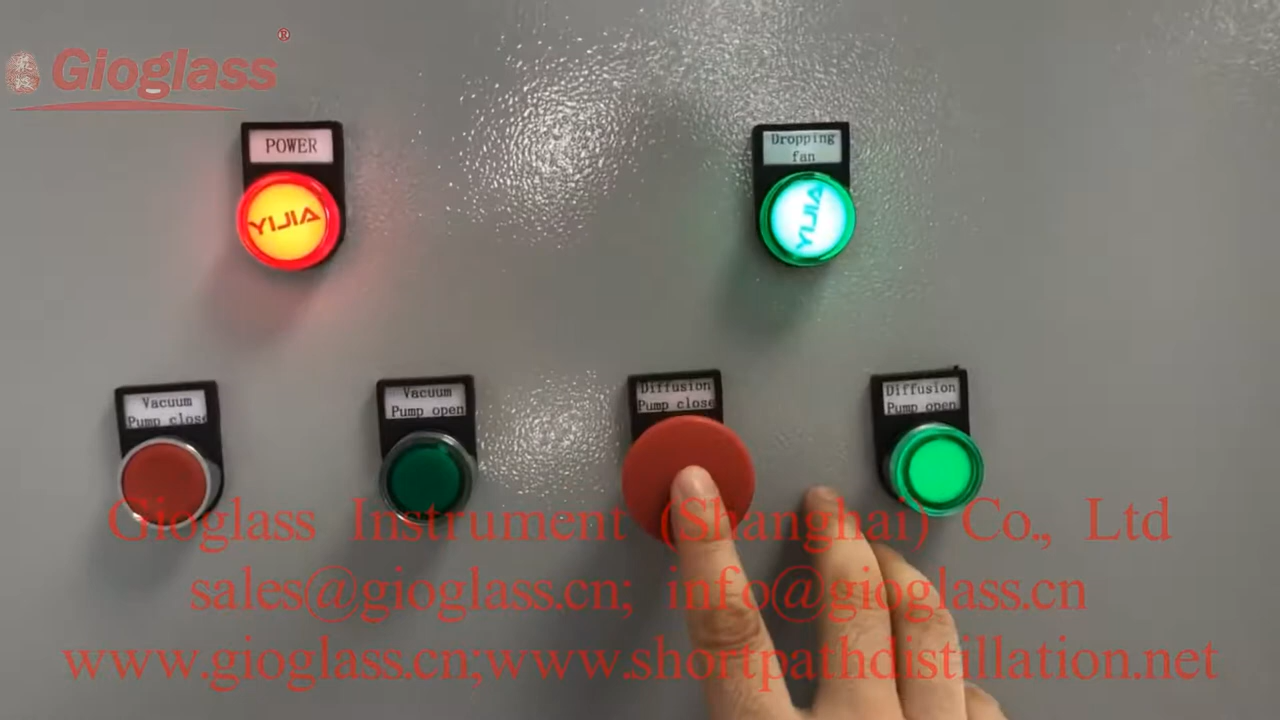 Gioglass®
POWER
YIJIA
Dropping
fan
YIJIA
Vacuum
Pump close
Vacuum
Pump open
Diffusion
Pump close
Diffusion
Pump open
Gioglass Instrument (Shanghai) Co., Ltd
sales@gioglass.cn; info@gioglass.cn
www.gioglass.cn;www.shortpathdistillation.net